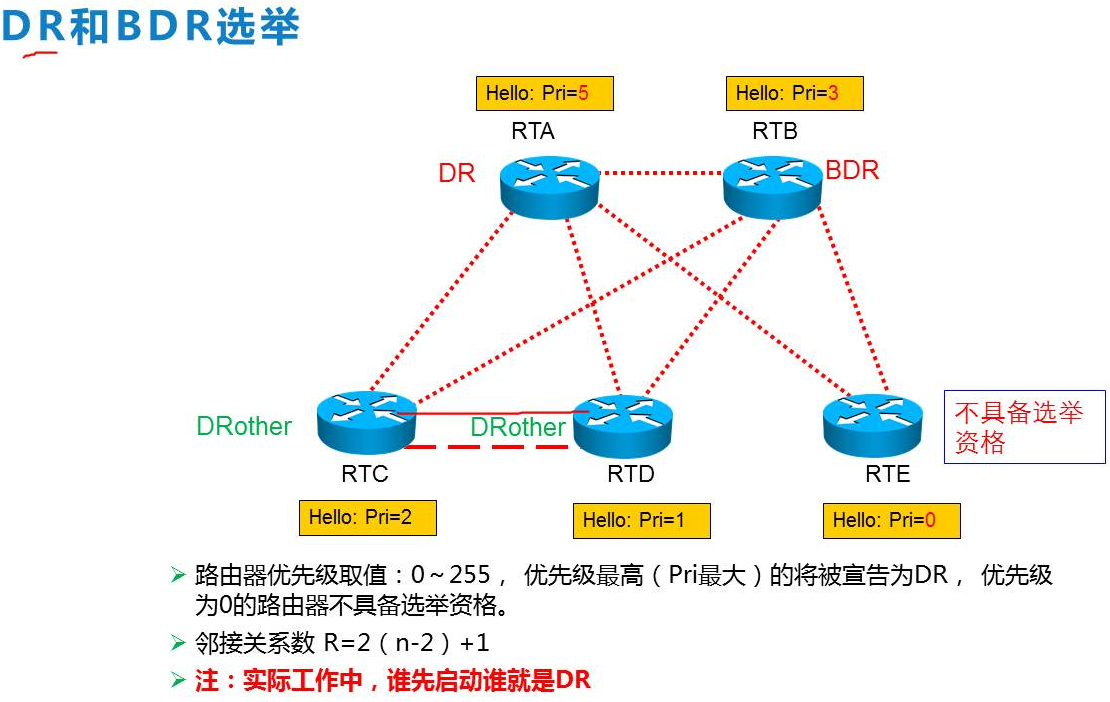 DR和BDR选举
Hello: Pri=5
Hello: Pri=3
RTA
RTB
DR
BDR
DRother
DRother
不具备选举
资格
RTC
RTD
RTE
Hello: Pri=2
Hello: Pri=1
Hello: Pri=0
路由器优先级取值：0～255， 优先级最高（Pri最大）的将被宣告为DR， 优先级
为0的路由器不具备选举资格。
邻接关系数 R=2（n-2）+1
注：实际工作中，谁先启动谁就是DR